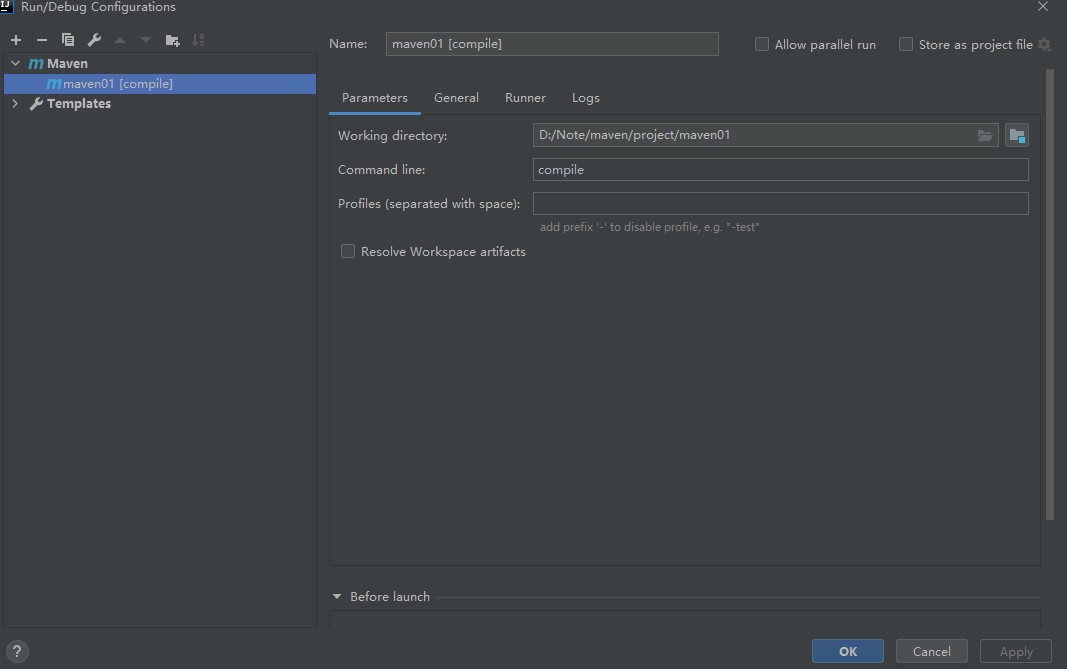 Run/Debug Configurations
Name:
maven01 [compile]
Allow parallel run
Store as project file
Maven
maven01 [compile]
Templates
Parameters
General
Runner
Logs
Working directory:
D:/Note/maven/project/maven01
Command line:
compile
Profiles (separated with space):
add prefix '-' to disable profile, e.g. "-test"
Resolve Workspace artifacts
Before launch
?
OK
Cancel
Apply